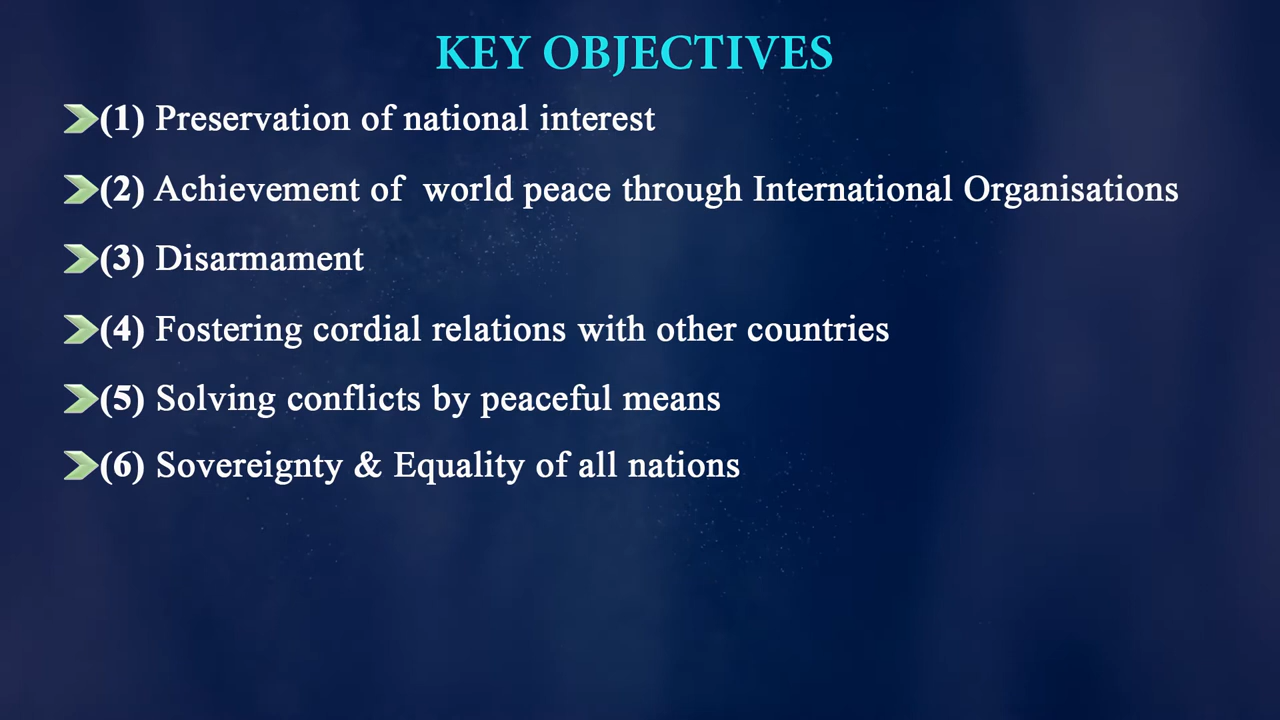 KEY OBJECTIVES
(1) Preservation of national interest
(2) Achievement of  world peace through International Organisations
(3) Disarmament
(4) Fostering cordial relations with other countries
(5) Solving conflicts by peaceful means
(6) Sovereignty & Equality of all nations